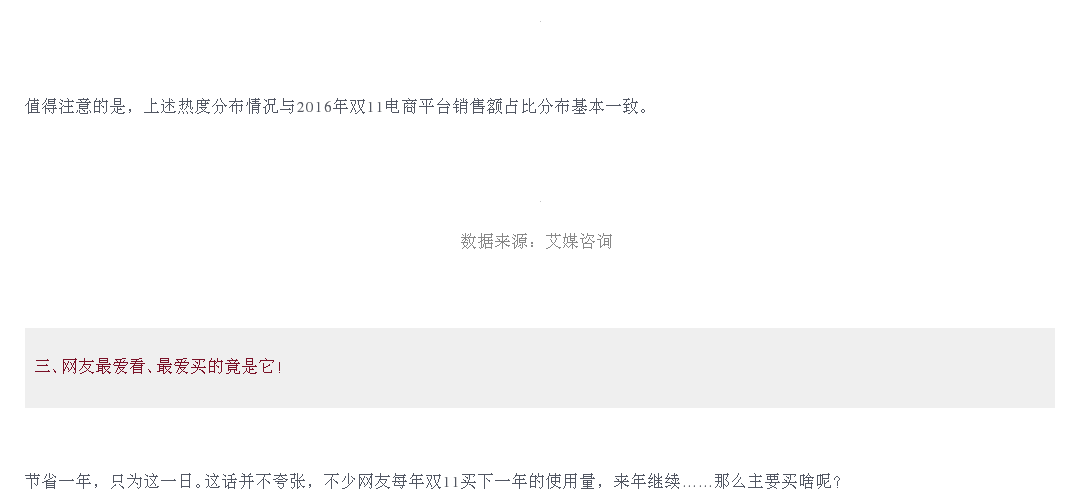 值得注意的是，上述热度分布情况与2016年双11电商平台销售额占比分布基本一致。
数据来源：艾媒咨询
三、网友最爱看、最爱买的竟是它！
节省一年，只为这一日。这话并不夸张，不少网友每年双11买下一年的使用量，来年继续……那么主要买啥呢？